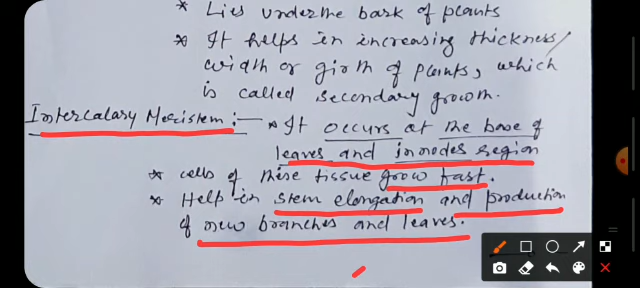 * Lies under the bark of plants
* It helps in increasing thickness/
width or girth of plants, which
is called secondary growth.
Intercalary Meristem :- * It occurs at the base of
leaves and innodes region
* cells of these tissue grow fast.
* Help in stem elongation and production
of new branches and leaves.